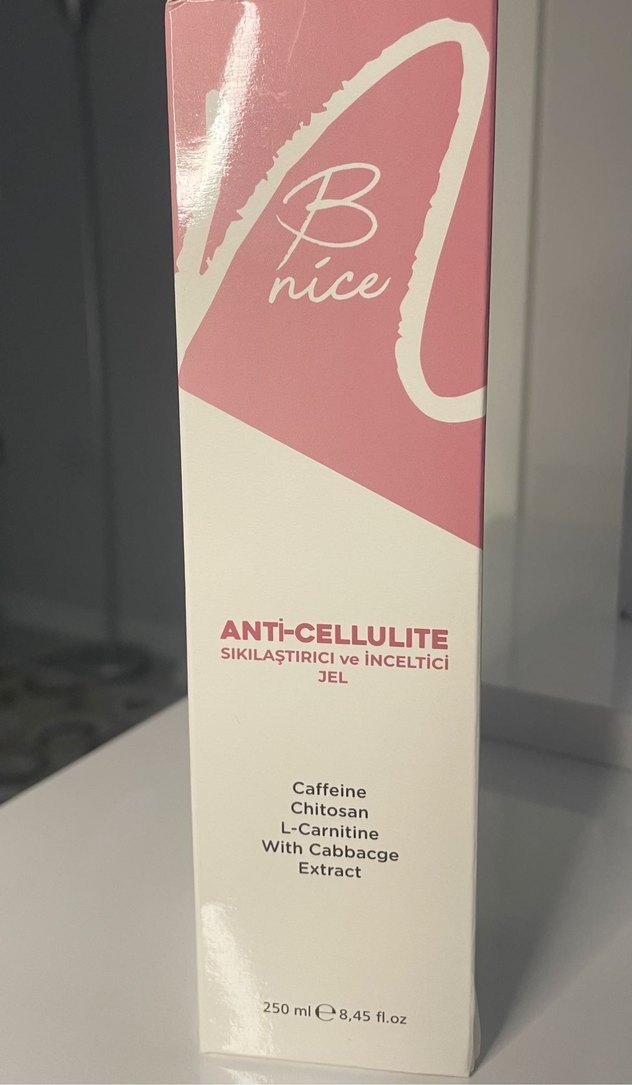 B
nice
ANTİ-CELLULITE
SIKILAŞTIRICI ve İNCELTİCİ
JEL
Caffeine
Chitosan
L-Carnitine
With Cabbacge
Extract
250 ml ℮ 8,45 fl.oz